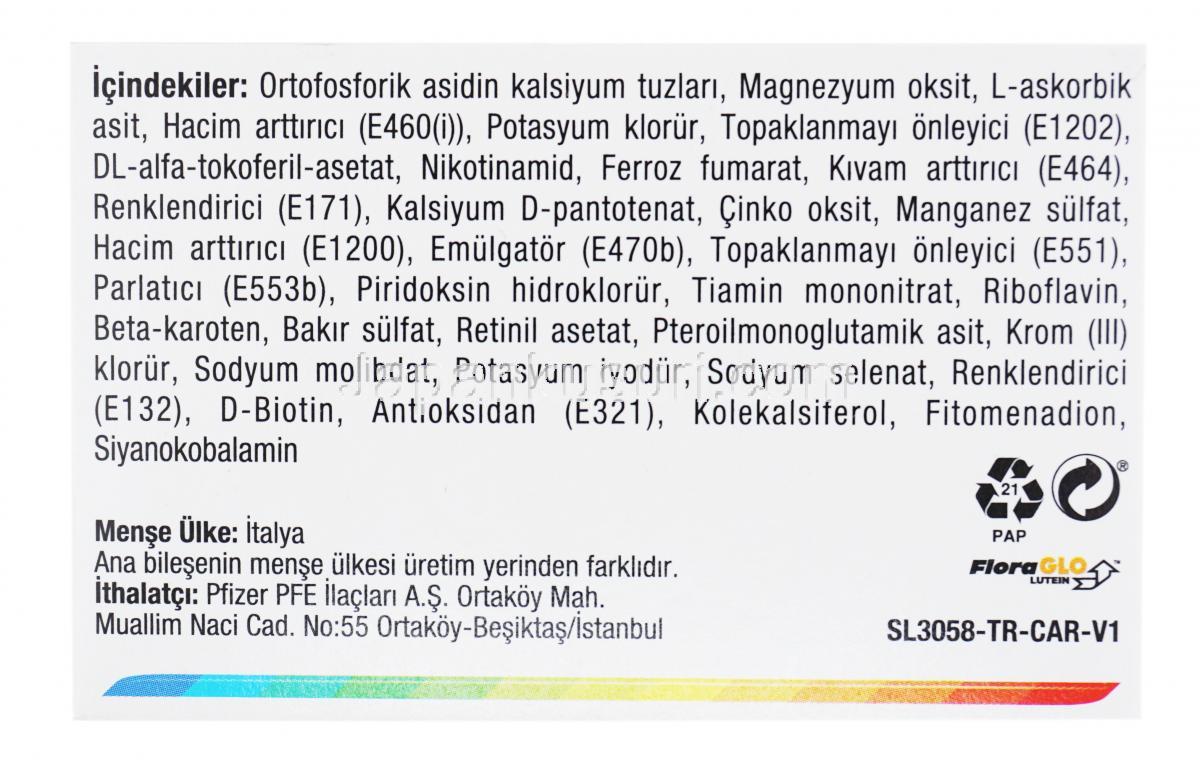 İçindekiler: Ortofosforik asidin kalsiyum tuzları, Magnezyum oksit, L-askorbik
asit, Hacim arttırıcı (E460(i)), Potasyum klorür, Topaklanmayı önleyici (E1202),
DL-alfa-tokoferil-asetat, Nikotinamid, Ferroz fumarat, Kıvam arttırıcı (E464),
Renklendirici (E171), Kalsiyum D-pantotenat, Çinko oksit, Manganez sülfat,
Hacim arttırıcı (E1200), Emülgatör (E470b), Topaklanmayı önleyici (E551),
Parlatıcı (E553b), Piridoksin hidroklorür, Tiamin mononitrat, Riboflavin,
Beta-karoten, Bakır sülfat, Retinil asetat, Pteroilmonoglutamik asit, Krom (III)
klorür, Sodyum molibdat, Potasyum iyodür, Sodyum selenat, Renklendirici
(E132), D-Biotin, Antioksidan (E321), Kolekalsiferol, Fitomenadion,
Siyanokobalamin
21
®
PAP
Menşe Ülke: İtalya
Ana bileşenin menşe ülkesi üretim yerinden farklıdır.
İthalatçı: Pfizer PFE İlaçları A.Ş. Ortaköy Mah.
Muallim Naci Cad. No:55 Ortaköy-Beşiktaş/İstanbul
FloraGLO™
LUTEIN
SL3058-TR-CAR-V1